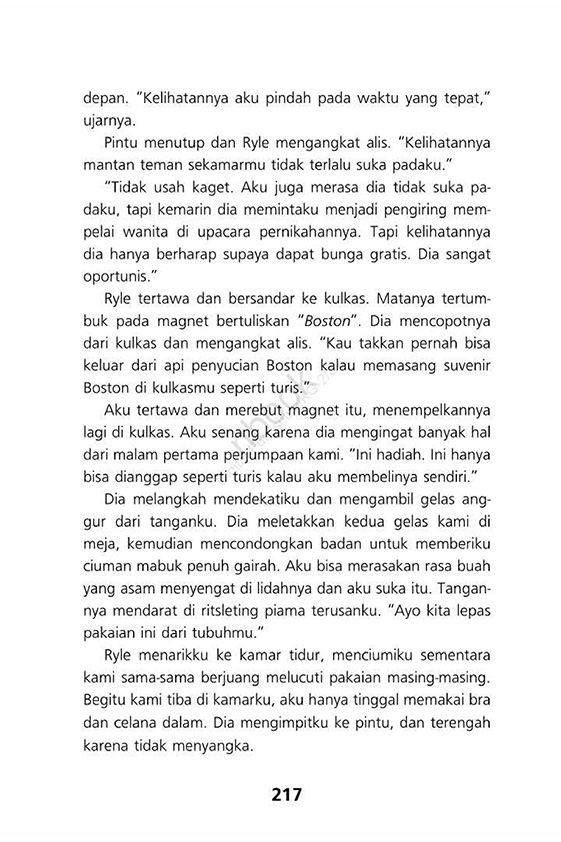 depan. “Kelihatannya aku pindah pada waktu yang tepat,”
ujarnya.
Pintu menutup dan Ryle mengangkat alis. “Kelihatannya
mantan teman sekamarmu tidak terlalu suka padaku.”
“Tidak usah kaget. Aku juga merasa dia tidak suka pa-
daku, tapi kemarin dia memintaku menjadi pengiring mem-
pelai wanita di upacara pernikahannya. Tapi kelihatannya
dia hanya berharap supaya dapat bunga gratis. Dia sangat
oportunis.”
Ryle tertawa dan bersandar ke kulkas. Matanya tertum-
buk pada magnet bertuliskan “Boston”. Dia mencopotnya
dari kulkas dan mengangkat alis. “Kau takkan pernah bisa
keluar dari api penyucian Boston kalau memasang suvenir
Boston di kulkasmu seperti turis.”
Aku tertawa dan merebut magnet itu, menempelkannya
lagi di kulkas. Aku senang karena dia mengingat banyak hal
dari malam pertama perjumpaan kami. “Ini hadiah. Ini hanya
bisa dianggap seperti turis kalau aku membelinya sendiri.”
Dia melangkah mendekatiku dan mengambil gelas ang-
gur dari tanganku. Dia meletakkan kedua gelas kami di
meja, kemudian mencondongkan badan untuk memberiku
ciuman mabuk penuh gairah. Aku bisa merasakan rasa buah
yang asam menyengat di lidahnya dan aku suka itu. Tangan-
nya mendarat di ritsleting piama terusanku. “Ayo kita lepas
pakaian ini dari tubuhmu.”
Ryle menarikku ke kamar tidur, menciumiku sementara
kami sama-sama berjuang melucuti pakaian masing-masing.
Begitu kami tiba di kamarku, aku hanya tinggal memakai bra
dan celana dalam. Dia mengimpitku ke pintu, dan terengah
karena tidak menyangka.
217